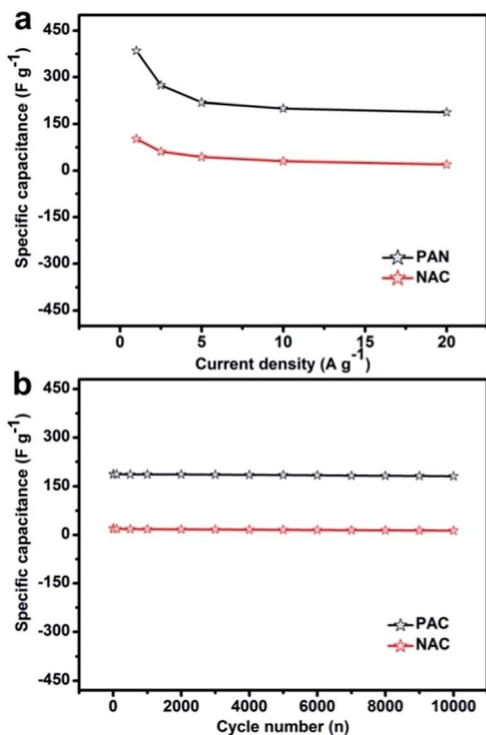 a
Specific capacitance (F g-1)
450
300
150
0
-150
-300
-450
PAN
NAC
0 5 10 15 20
Current density (A g-1)
b
Specific capacitance (F g-1)
450
300
150
0
-150
-300
-450
PAC
NAC
0 2000 4000 6000 8000 10000
Cycle number (n)